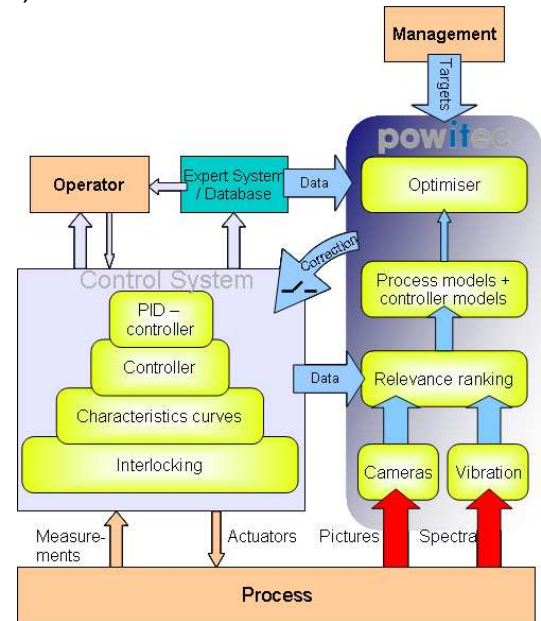 Management
Targets
powitec
Operator
Expert System
/ Database
Data
Optimiser
Correction
Control System
PID –
controller
Process models +
controller models
Controller
Data
Relevance ranking
Characteristics curves
Interlocking
Cameras
Vibration
Measure-
ments
Actuators
Pictures
Spectra
Process